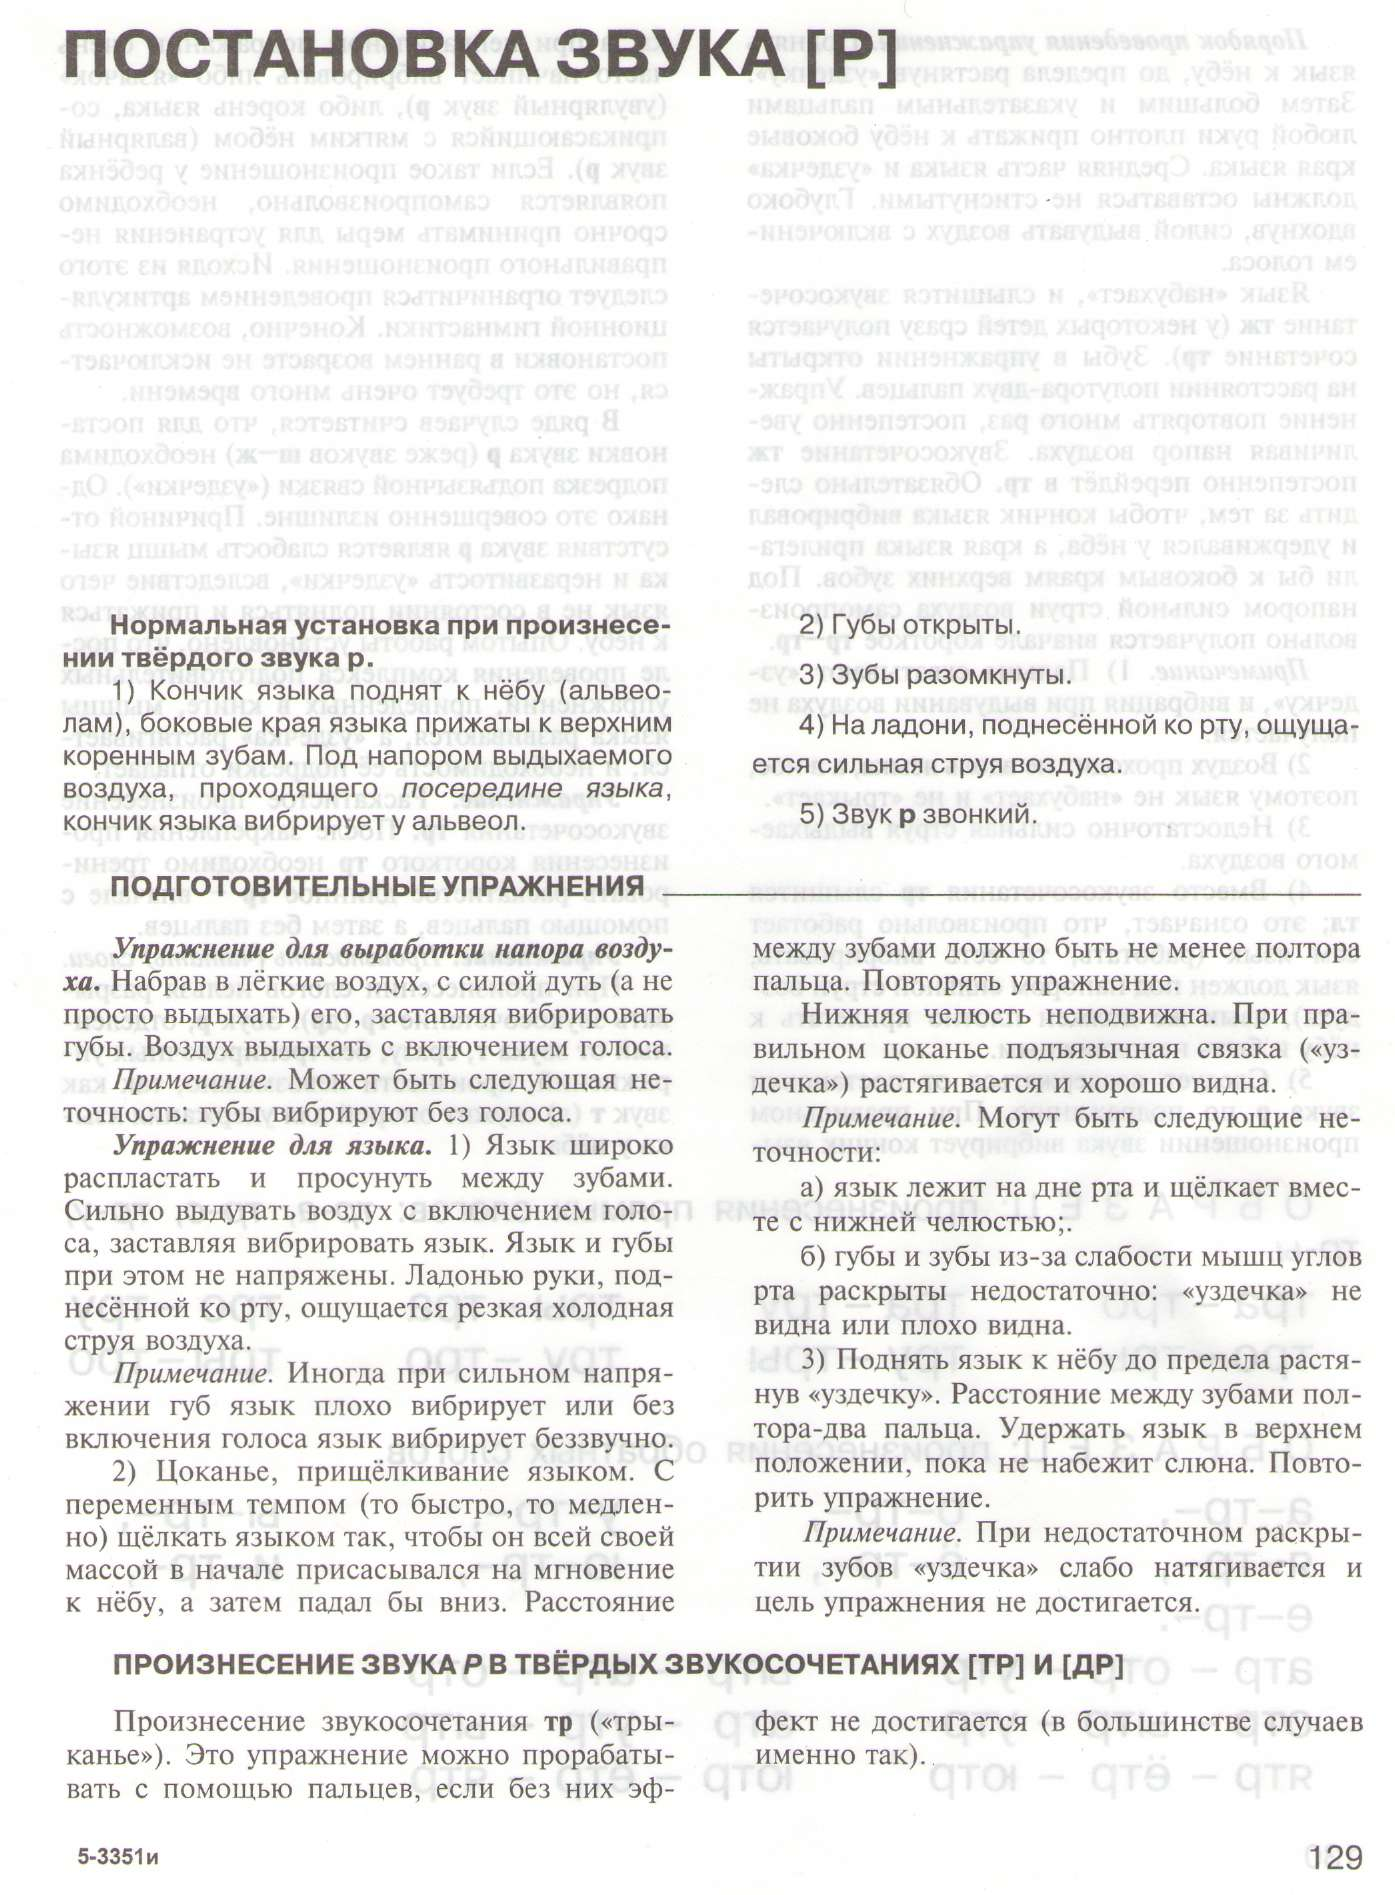 ПОСТАНОВКА ЗВУКА [Р]
Нормальная установка при произнесе-
нии твёрдого звука р.
1) Кончик языка поднят к нёбу (альвео-
лам), боковые края языка прижаты к верхним
коренным зубам. Под напором выдыхаемого
воздуха, проходящего посередине языка,
кончик языка вибрирует у альвеол.
2) Губы открыты.
3) Зубы разомкнуты.
4) На ладони, поднесённой ко рту, ощуща-
ется сильная струя воздуха.
5) Звук р звонкий.
ПОДГОТОВИТЕЛЬНЫЕ УПРАЖНЕНИЯ
Упражнение для выработки напора возду-
ха. Набрав в лёгкие воздух, с силой дуть (а не
просто выдыхать) его, заставляя вибрировать
губы. Воздух выдыхать с включением голоса.
Примечание. Может быть следующая не-
точность: губы вибрируют без голоса.
Упражнение для языка. 1) Язык широко
распластать и просунуть между зубами.
Сильно выдувать воздух с включением голо-
са, заставляя вибрировать язык. Язык и губы
при этом не напряжены. Ладонью руки, под-
несённой ко рту, ощущается резкая холодная
струя воздуха.
Примечание. Иногда при сильном напря-
жении губ язык плохо вибрирует или без
включения голоса язык вибрирует беззвучно.
2) Цоканье, прищёлкивание языком. С
переменным темпом (то быстро, то медлен-
но) щёлкать языком так, чтобы он всей своей
массой в начале присасывался на мгновение
к нёбу, а затем падал бы вниз. Расстояние
между зубами должно быть не менее полтора
пальца. Повторять упражнение.
Нижняя челюсть неподвижна. При пра-
вильном цоканье подъязычная связка («уз-
дечка») растягивается и хорошо видна.
Примечание. Могут быть следующие не-
точности:
а) язык лежит на дне рта и щёлкает вмес-
те с нижней челюстью;.
б) губы и зубы из-за слабости мышц углов
рта раскрыты недостаточно: «уздечка» не
видна или плохо видна.
3) Поднять язык к нёбу до предела растя-
нув «уздечку». Расстояние между зубами пол-
тора-два пальца. Удержать язык в верхнем
положении, пока не набежит слюна. Повто-
рить упражнение.
Примечание. При недостаточном раскры-
тии зубов «уздечка» слабо натягивается и
цель упражнения не достигается.
ПРОИЗНЕСЕНИЕ ЗВУКА Р В ТВЁРДЫХ ЗВУКОСОЧЕТАНИЯХ [ТР] И [ДР]
Произнесение звукосочетания тр («тры-
канье»). Это упражнение можно прорабаты-
вать с помощью пальцев, если без них эф-
фект не достигается (в большинстве случаев
именно так).
5-3351и
129